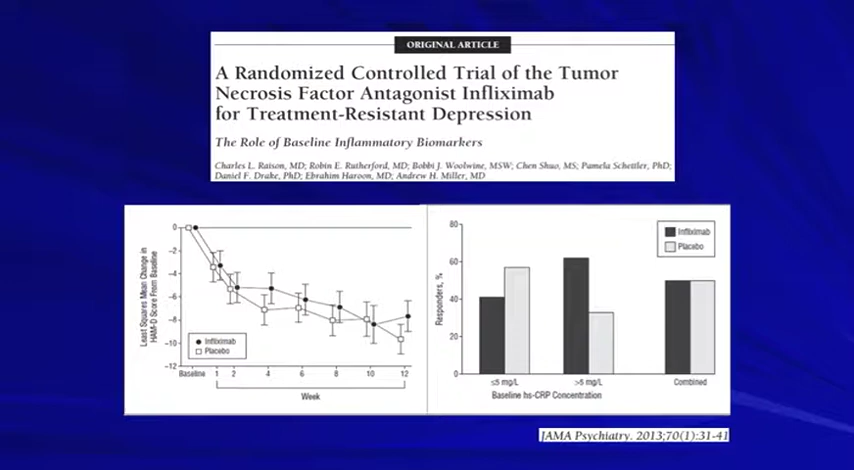 ORIGINAL ARTICLE
A Randomized Controlled Trial of the Tumor
Necrosis Factor Antagonist Infliximab
for Treatment-Resistant Depression
The Role of Baseline Inflammatory Biomarkers
Charles L. Raison, MD; Robin E. Rutherford, MD; Bobbi J. Woolwine, MSW; Chen Shuo, MS; Pamela Schettler, PhD;
Daniel F. Drake, PhD; Ebrahim Haroon, MD; Andrew H. Miller, MD
Least Squares Mean Change in
HAM-D Score From Baseline
0
−2
−4
−6
−8
−10
−12
Infliximab
Placebo
Baseline 1 2 4 6 8 10 12
Week
Responders, %
80
60
40
20
0
Infliximab
Placebo
≤5 mg/L >5 mg/L Combined
Baseline hs-CRP Concentration
JAMA Psychiatry. 2013;70(1):31-41